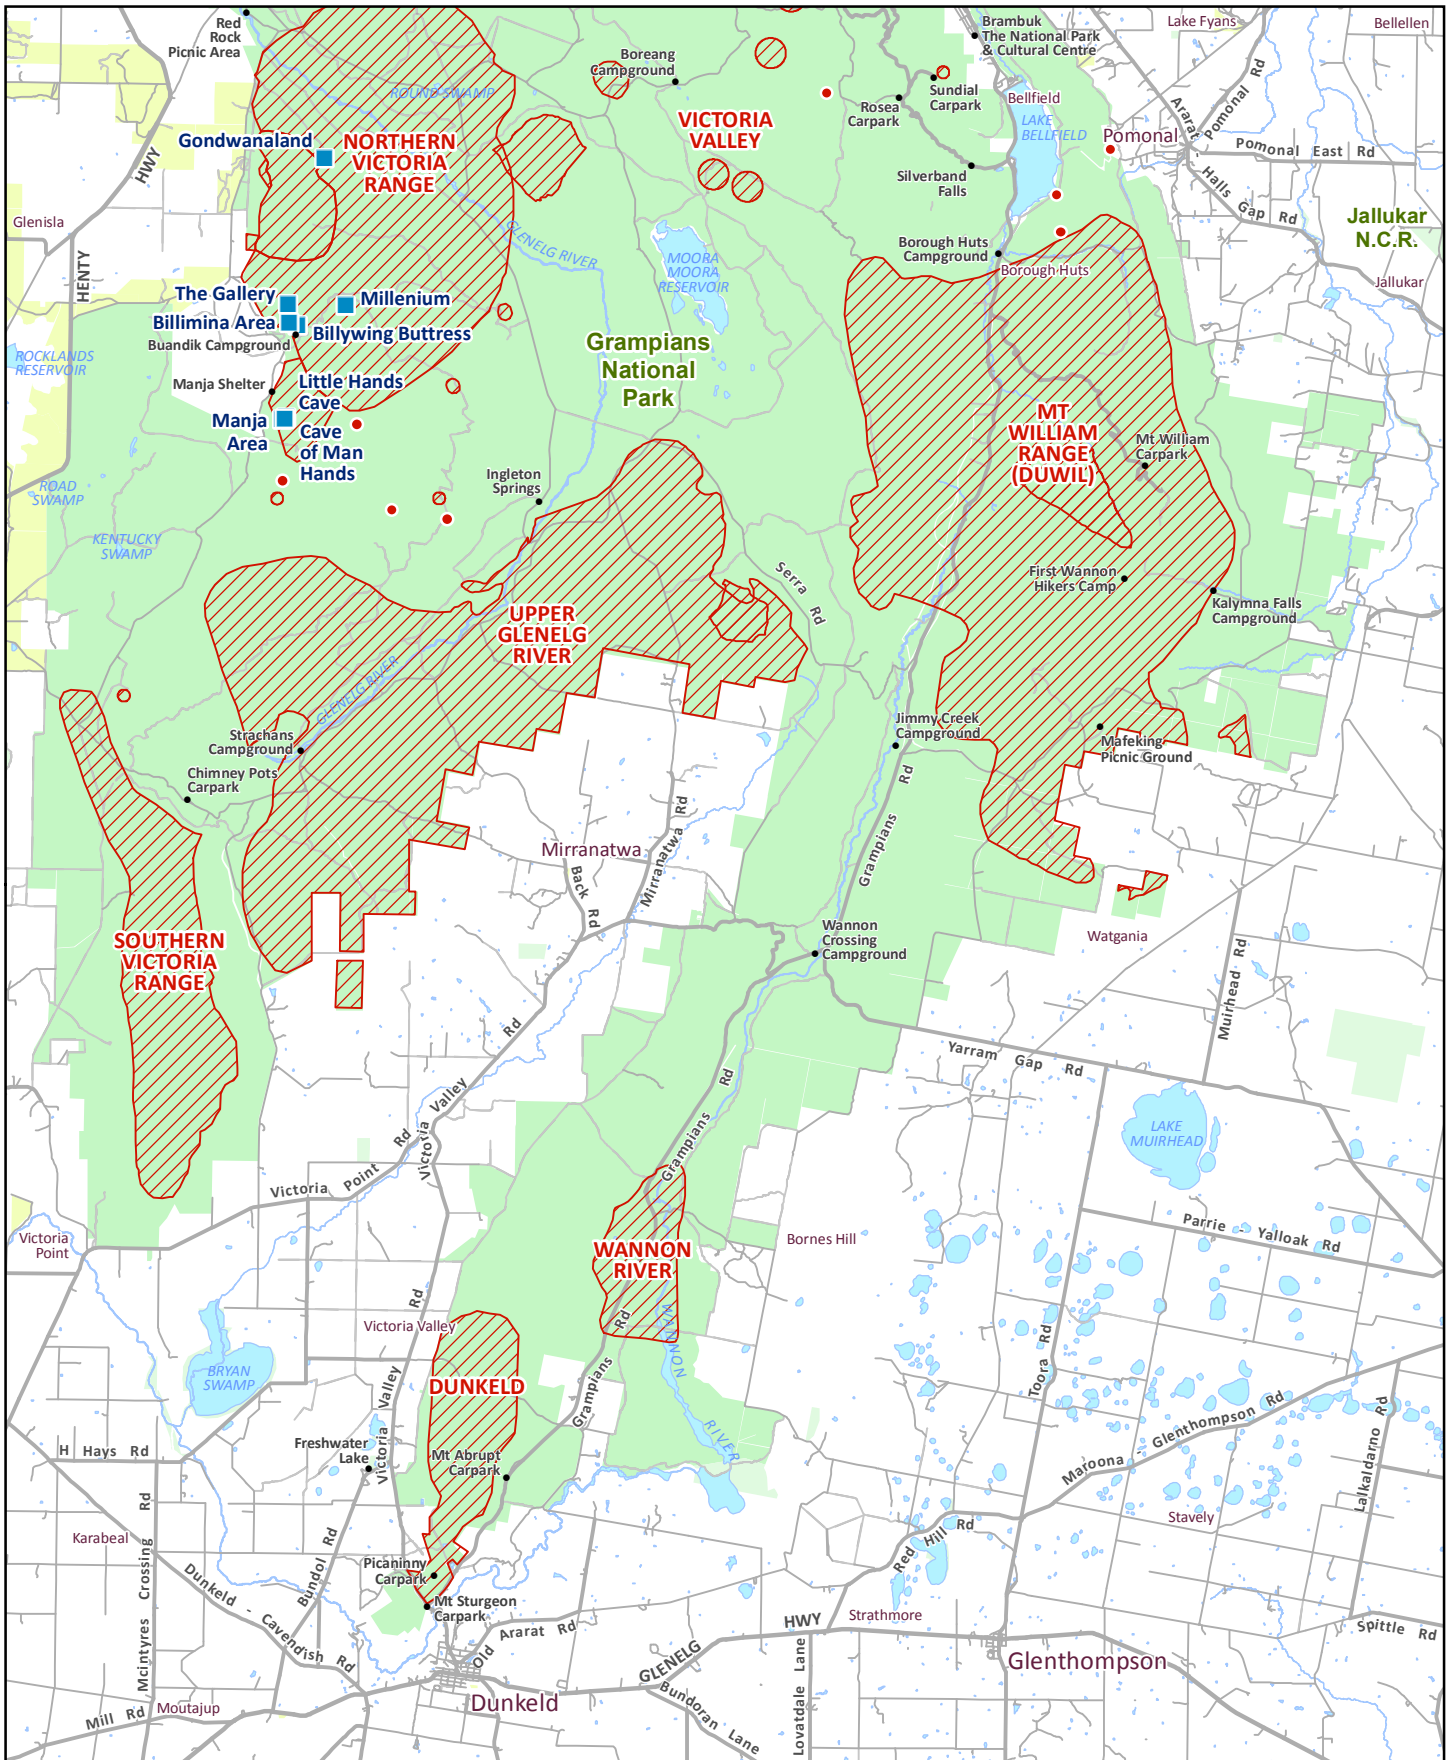 Red
Rock
Picnic Area
Brambuk
The National Park
& Cultural Centre
Lake Fyans
Bellellen
Boreang
Campground
ROUND SWAMP
Sundial
Carpark
Rosea
Carpark
Bellfield
LAKE
BELLFIELD
Ararat - Halls Gap Rd
Pomonal Rd
Pomonal
Pomonal East Rd
VICTORIA
VALLEY
Gondwanaland
NORTHERN
VICTORIA
RANGE
HWY
HENTY
Silverband
Falls
Glenisla
GLENELG RIVER
Jallukar
N.C.R.
Jallukar
Borough Huts
Campground
Borough Huts
MOORA
MOORA
RESERVOIR
The Gallery
Millenium
Billimina Area
Billywing Buttress
Buandik Campground
Grampians
National
Park
ROCKLANDS
RESERVOIR
Manja Shelter
Little Hands
Cave
Manja
Area
Cave
of Man
Hands
MT
WILLIAM
RANGE
(DUWIL)
Mt William
Carpark
Ingleton
Springs
ROAD
SWAMP
KENTUCKY
SWAMP
Serra Rd
First Wannon
Hikers Camp
Kalymna Falls
Campground
UPPER
GLENELG
RIVER
GLENELG RIVER
Strachans
Campground
Chimney Pots
Carpark
Jimmy Creek
Campground
Mafeking
Picnic Ground
Mirranatwa
Mirranatwa Rd
Back Rd
Grampians Rd
Wannon
Crossing
Campground
Watgania
SOUTHERN
VICTORIA
RANGE
Muirhead Rd
Yarram Gap Rd
Victoria Valley Rd
Grampians Rd
LAKE
MUIRHEAD
Victoria Point Rd
Victoria
Point
WANNON
RIVER
Bornes Hill
Parrie - Yalloak Rd
Victoria Valley Rd
Victoria Valley
WANNON RIVER
BRYAN
SWAMP
DUNKELD
Grampians Rd
Toora Rd
Maroona - Glenthompson Rd
Lalkaldarno Rd
H Hays Rd
Freshwater
Lake
Mt Abrupt
Carpark
Stavely
Karabeal
Mcintyres Crossing Rd
Bundol Rd
Red Hill Rd
Picaninny
Carpark
Dunkeld - Cavendish Rd
Mt Sturgeon
Carpark
Old Ararat Rd
Strathmore
GLENELG HWY
Spittle Rd
Glenthompson
Lovatdale Lane
Bundoran Lane
Dunkeld
Moutajup
Mill Rd